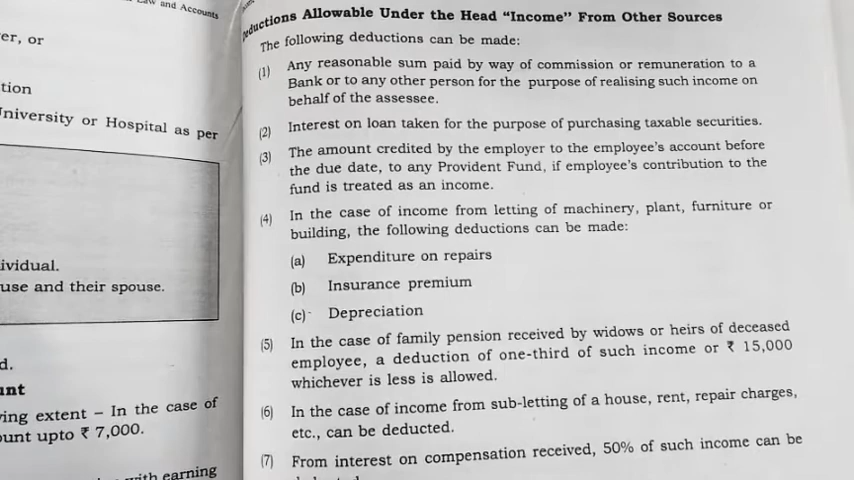 Law and Accounts
er, or
tion
University or Hospital as per
ividual.
use and their spouse.
d.
unt
ing extent – In the case of
ount upto ₹ 7,000.
with earning
eductions Allowable Under the Head “Income” From Other Sources
The following deductions can be made:
(1) Any reasonable sum paid by way of commission or remuneration to a
Bank or to any other person for the purpose of realising such income on
behalf of the assessee.
(2) Interest on loan taken for the purpose of purchasing taxable securities.
(3) The amount credited by the employer to the employee’s account before
the due date, to any Provident Fund, if employee’s contribution to the
fund is treated as an income.
(4) In the case of income from letting of machinery, plant, furniture or
building, the following deductions can be made:
(a) Expenditure on repairs
(b) Insurance premium
(c) Depreciation
(5) In the case of family pension received by widows or heirs of deceased
employee, a deduction of one-third of such income or ₹ 15,000
whichever is less is allowed.
(6) In the case of income from sub-letting of a house, rent, repair charges,
etc., can be deducted.
(7) From interest on compensation received, 50% of such income can be